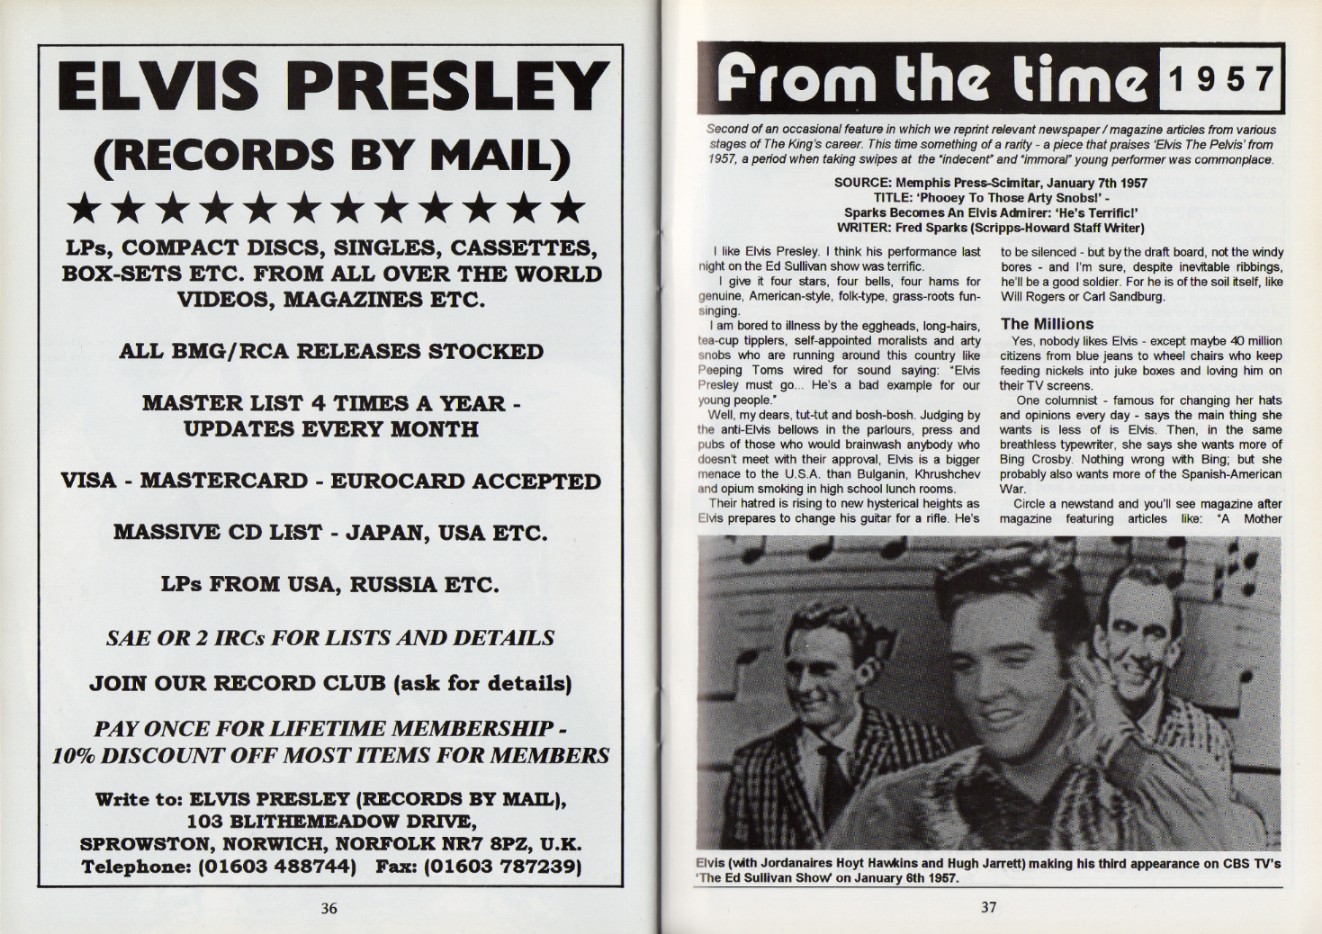 ELVIS PRESLEY
(RECORDS BY MAIL)
LPs, COMPACT DISCS, SINGLES, CASSETTES,
BOX-SETS ETC. FROM ALL OVER THE WORLD
VIDEOS, MAGAZINES ETC.
ALL BMG/RCA RELEASES STOCKED
MASTER LIST 4 TIMES A YEAR -
UPDATES EVERY MONTH
VISA - MASTERCARD - EUROCARD ACCEPTED
MASSIVE CD LIST - JAPAN, USA ETC.
LPs FROM USA, RUSSIA ETC.
SAE OR 2 IRCs FOR LISTS AND DETAILS
JOIN OUR RECORD CLUB (ask for details)
PAY ONCE FOR LIFETIME MEMBERSHIP -
10% DISCOUNT OFF MOST ITEMS FOR MEMBERS
Write to: ELVIS PRESLEY (RECORDS BY MAIL),
103 BLITHEMEADOW DRIVE,
SPROWSTON, NORWICH, NORFOLK NR7 8PZ, U.K.
Telephone: (01603 488744) Fax: (01603 787239)
36
From the time 1957
Second of an occasional feature in which we reprint relevant newspaper / magazine articles from various
stages of The King's career. This time something of a rarity - a piece that praises 'Elvis The Pelvis' from
1957, a period when taking swipes at the "indecent" and "immoral" young performer was commonplace.
SOURCE: Memphis Press-Scimitar, January 7th 1957
TITLE: 'Phooey To Those Arty Snobs!' -
Sparks Becomes An Elvis Admirer: 'He's Terrific!'
WRITER: Fred Sparks (Scripps-Howard Staff Writer)
I like Elvis Presley. I think his performance last
night on the Ed Sullivan show was terrific.
I give it four stars, four bells, four hams for
genuine, American-style, folk-type, grass-roots fun-
singing.
I am bored to illness by the eggheads, long-hairs,
tea-cup tipplers, self-appointed moralists and arty
snobs who are running around this country like
Peeping Toms wired for sound saying: "Elvis
Presley must go... He's a bad example for our
young people."
Well, my dears, tut-tut and bosh-bosh. Judging by
the anti-Elvis bellows in the parlours, press and
pubs of those who would brainwash anybody who
doesn't meet with their approval, Elvis is a bigger
menace to the U.S.A. than Bulganin, Khrushchev
and opium smoking in high school lunch rooms.
Their hatred is rising to new hysterical heights as
Elvis prepares to change his guitar for a rifle. He's
to be silenced - but by the draft board, not the windy
bores - and I'm sure, despite inevitable ribbings,
he'll be a good soldier. For he is of the soil itself, like
Will Rogers or Carl Sandburg.
The Millions
Yes, nobody likes Elvis - except maybe 40 million
citizens from blue jeans to wheel chairs who keep
feeding nickels into juke boxes and loving him on
their TV screens.
One columnist - famous for changing her hats
and opinions every day - says the main thing she
wants is less of is Elvis. Then, in the same
breathless typewriter, she says she wants more of
Bing Crosby. Nothing wrong with Bing; but she
probably also wants more of the Spanish-American
War.
Circle a newstand and you'll see magazine after
magazine featuring articles like: "A Mother
Elvis (with Jordanaires Hoyt Hawkins and Hugh Jarrett) making his third appearance on CBS TV's
'The Ed Sullivan Show' on January 6th 1957.
37